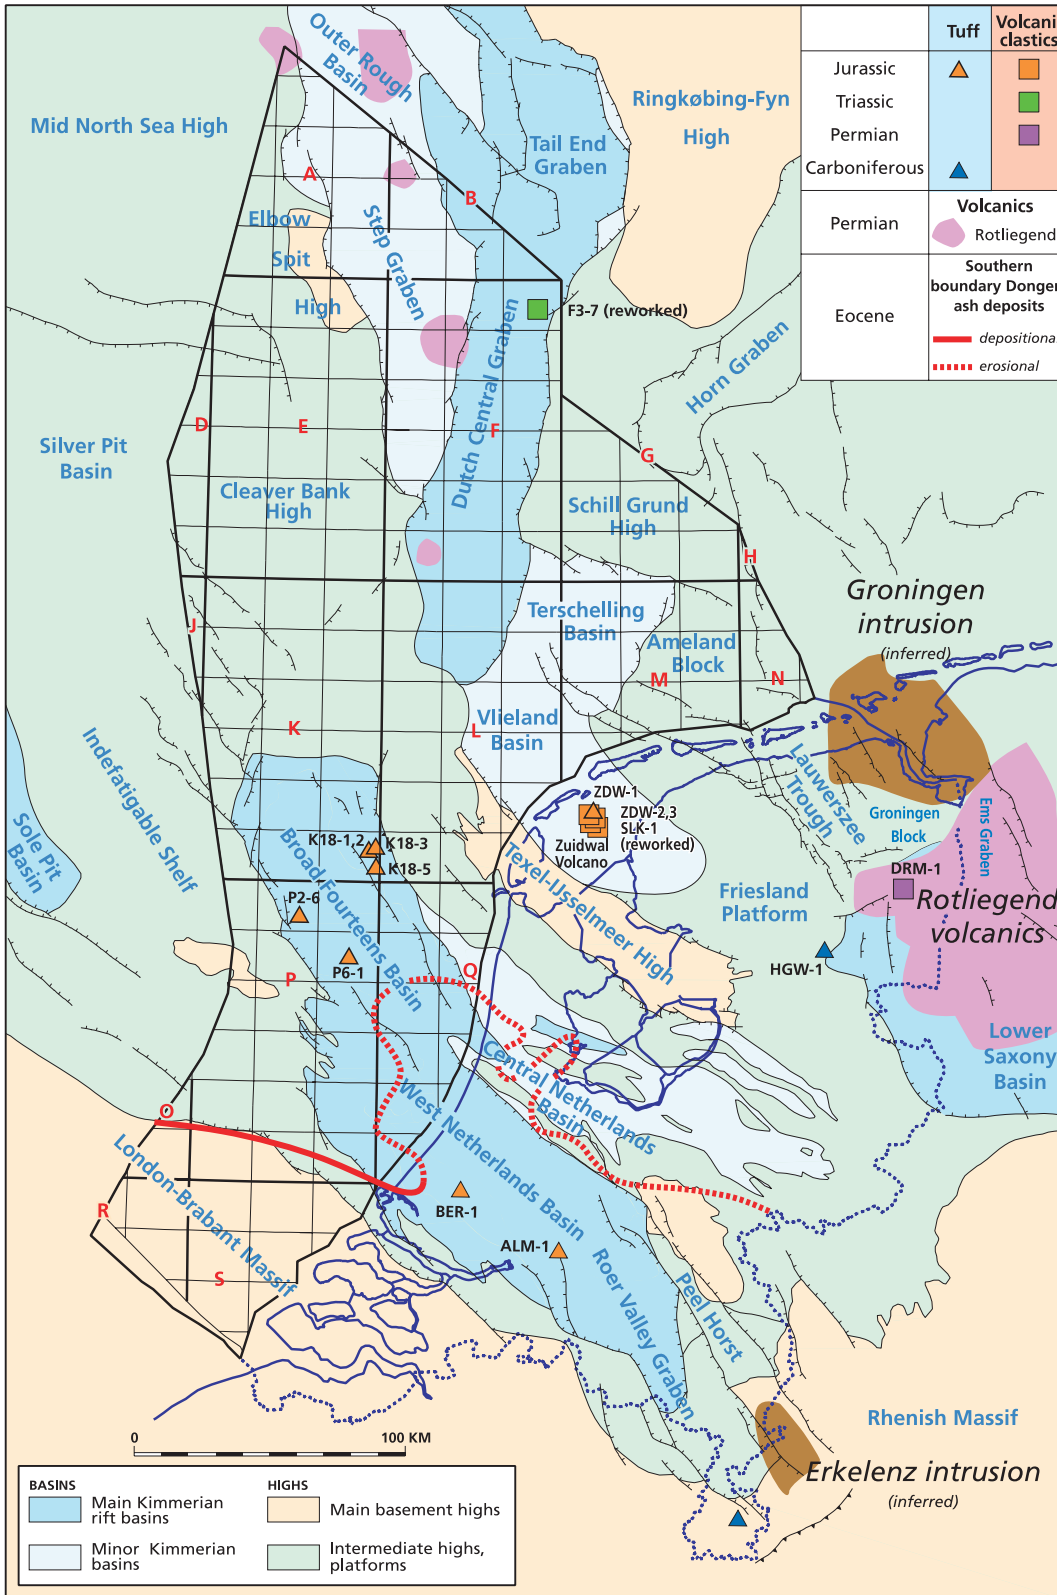 Outer Rough
Basin
Mid North Sea High
Ringkøbing-Fyn
High
Tail End
Graben
A
B
Elbow
Spit
High
Step Graben
F3-7 (reworked)
Dutch Central Graben
Horn Graben
D
E
F
G
Silver Pit
Basin
Cleaver Bank
High
Schill Grund
High
H
Groningen
intrusion
(inferred)
Terschelling
Basin
Ameland
Block
J
M
N
K
L
Vlieland
Basin
Indefatigable Shelf
Lauwerszee
Trough
Groningen
Block
Ems Graben
Sole Pit
Basin
ZDW-1
ZDW-2,3
SLK-1
(reworked)
Zuidwal
Volcano
K18-1,2
K18-3
K18-5
Broad Fourteens Basin
Texel-IJsselmeer High
Friesland
Platform
DRM-1
Rotliegend
volcanics
P2-6
P6-1
P
Q
HGW-1
Lower
Saxony
Basin
Central Netherlands
Basin
West Netherlands Basin
O
London-Brabant Massif
R
S
BER-1
ALM-1
Roer Valley Graben
Peel Horst
Rhenish Massif
Erkelenz intrusion
(inferred)
0 100 KM
BASINS
Main Kimmerian
rift basins
Minor Kimmerian
basins
HIGHS
Main basement highs
Intermediate highs,
platforms
Tuff
Volcani
clastics
Jurassic
Triassic
Permian
Carboniferous
Permian
Volcanics
Rotliegend
Eocene
Southern
boundary Dongen
ash deposits
depositional
erosional